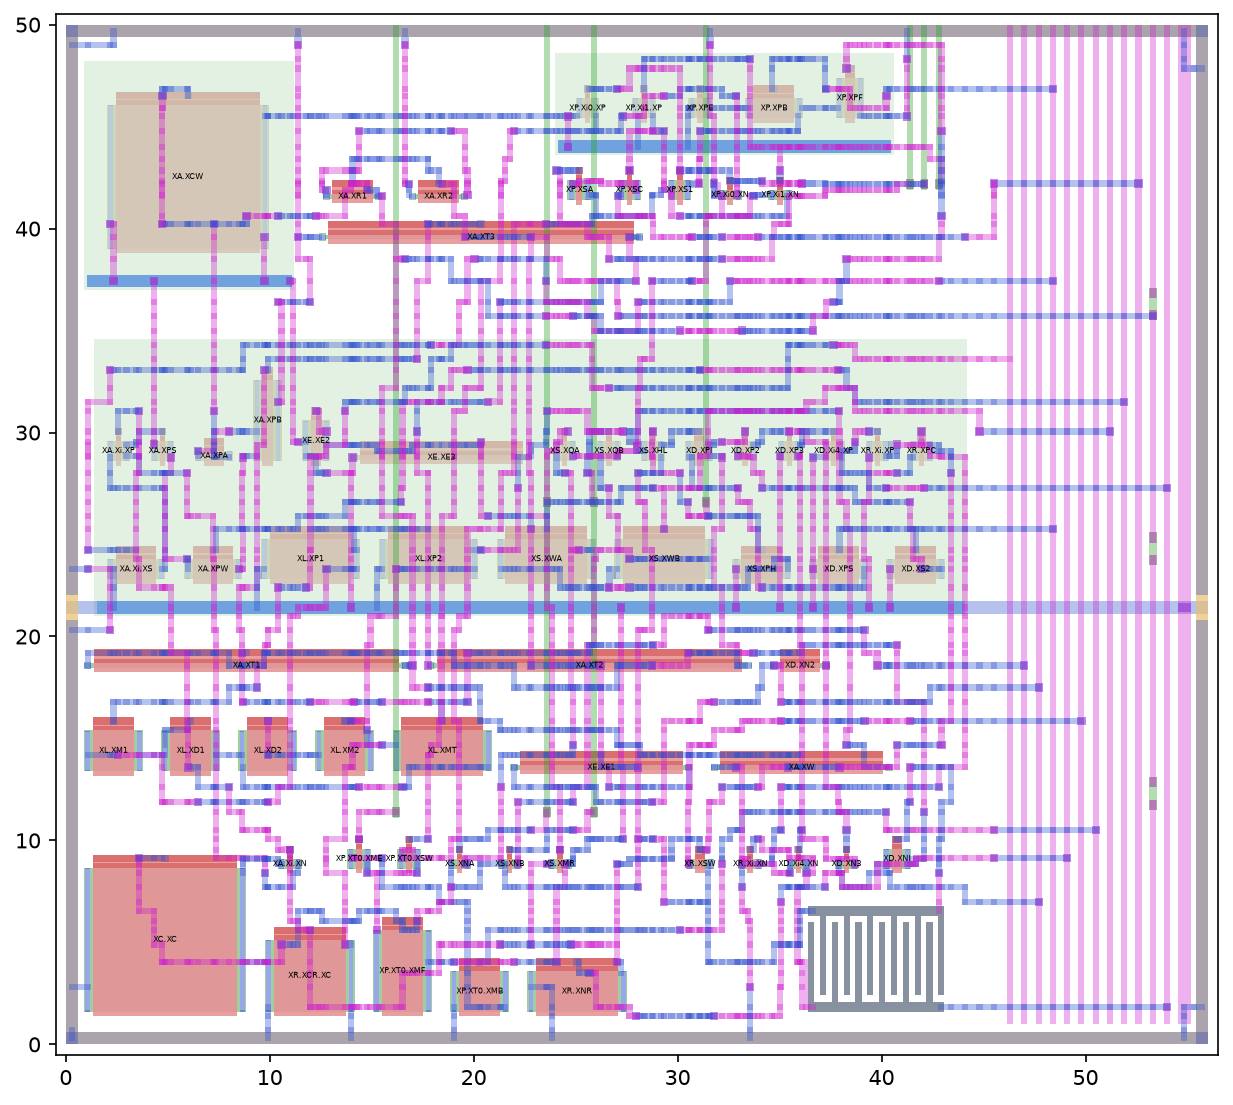 50
XP.Xi0.XP XP.Xi1.XP XP.XPE XP.XPB XP.XPF
XA.XCW
XA.XR1 XA.XR2 XP.XSA XP.XSC XP.XS1 XP.Xi0.XN XP.Xi1.XN
40
XA.XT3
30
XA.XPB
XE.XE2
XA.Xi.XP XA.XPS XA.XPA XE.XE3 XS.XQA XS.XQB XS.XHL XD.XPI XD.XP2 XD.XP3 XD.Xi4.XP XR.Xi.XP XR.XPC
XL.XP1 XL.XP2 XS.XWA XS.XWB
XA.Xi.XS XA.XPW XS.XPH XD.XPS XD.XS2
20
XA.XT1 XA.XT2 XD.XN2
XL.XM1 XL.XD1 XL.XD2 XL.XM2 XL.XMT
XE.XE1 XA.XW
10
XA.Xi.XN XP.XT0.XME XP.XT0.XSW XS.XNA XS.XNB XS.XMR XR.XSW XR.Xi.XN XD.Xi4.XN XD.XN3 XD.XNI
XC.XC
XR.XCR.XC XP.XT0.XMF
XP.XT0.XMB XR.XNR
0
0 10 20 30 40 50